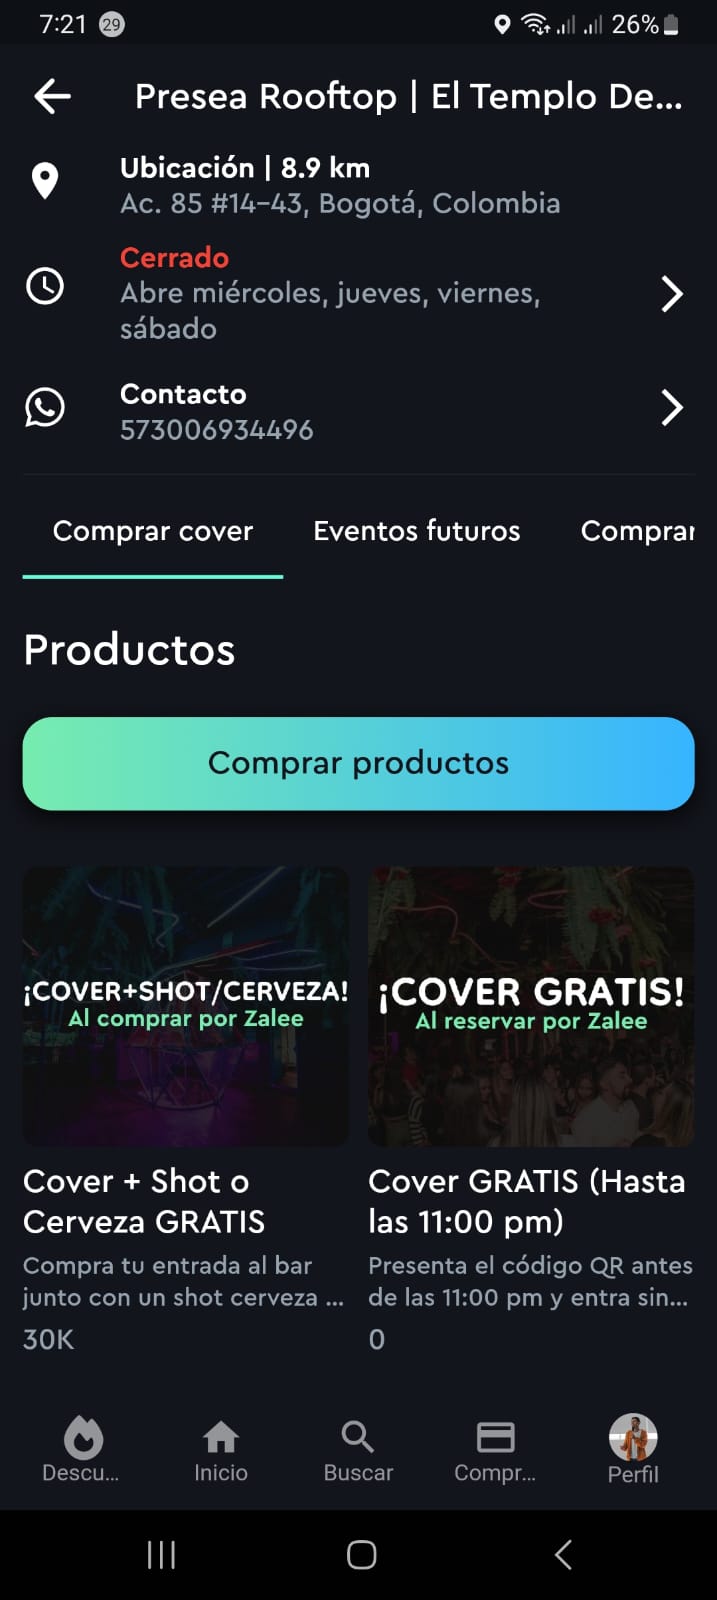 7:21 29 26%
Presea Rooftop | El Templo De...
Ubicación | 8.9 km
Ac. 85 #14-43, Bogotá, Colombia
Cerrado
Abre miércoles, jueves, viernes,
sábado
Contacto
573006934496
Comprar cover Eventos futuros Comprar
Productos
Comprar productos
¡COVER+SHOT/CERVEZA!
Al comprar por Zalee
¡COVER GRATIS!
Al reservar por Zalee
Cover + Shot o
Cerveza GRATIS
Compra tu entrada al bar
junto con un shot cerveza ...
30K
Cover GRATIS (Hasta
las 11:00 pm)
Presenta el código QR antes
de las 11:00 pm y entra sin...
0
Descu... Inicio Buscar Compr... Perfil